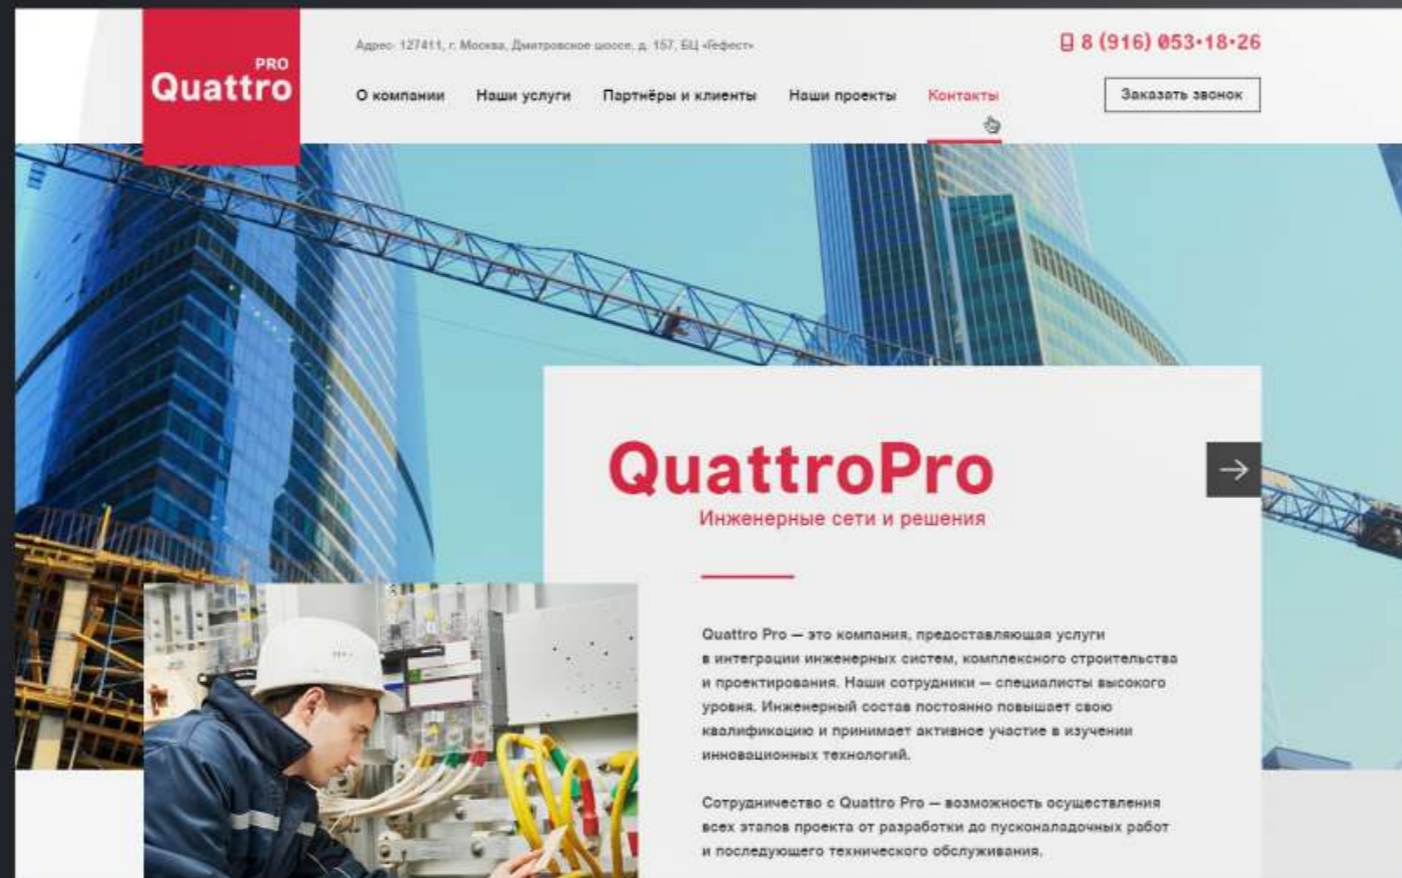 PRO
Quattro
Адрес: 127411, г. Москва, Дмитровское шоссе, д. 157, БЦ «Гефест»
8 (916) 053•18•26
О компании Наши услуги Партнёры и клиенты Наши проекты Контакты
Заказать звонок
QuattroPro
Инженерные сети и решения
Quattro Pro — это компания, предоставляющая услуги
в интеграции инженерных систем, комплексного строительства
и проектирования. Наши сотрудники — специалисты высокого
уровня. Инженерный состав постоянно повышает свою
квалификацию и принимает активное участие в изучении
инновационных технологий.
Сотрудничество с Quattro Pro — возможность осуществления
всех этапов проекта от разработки до пусконаладочных работ
и последующего технического обслуживания.